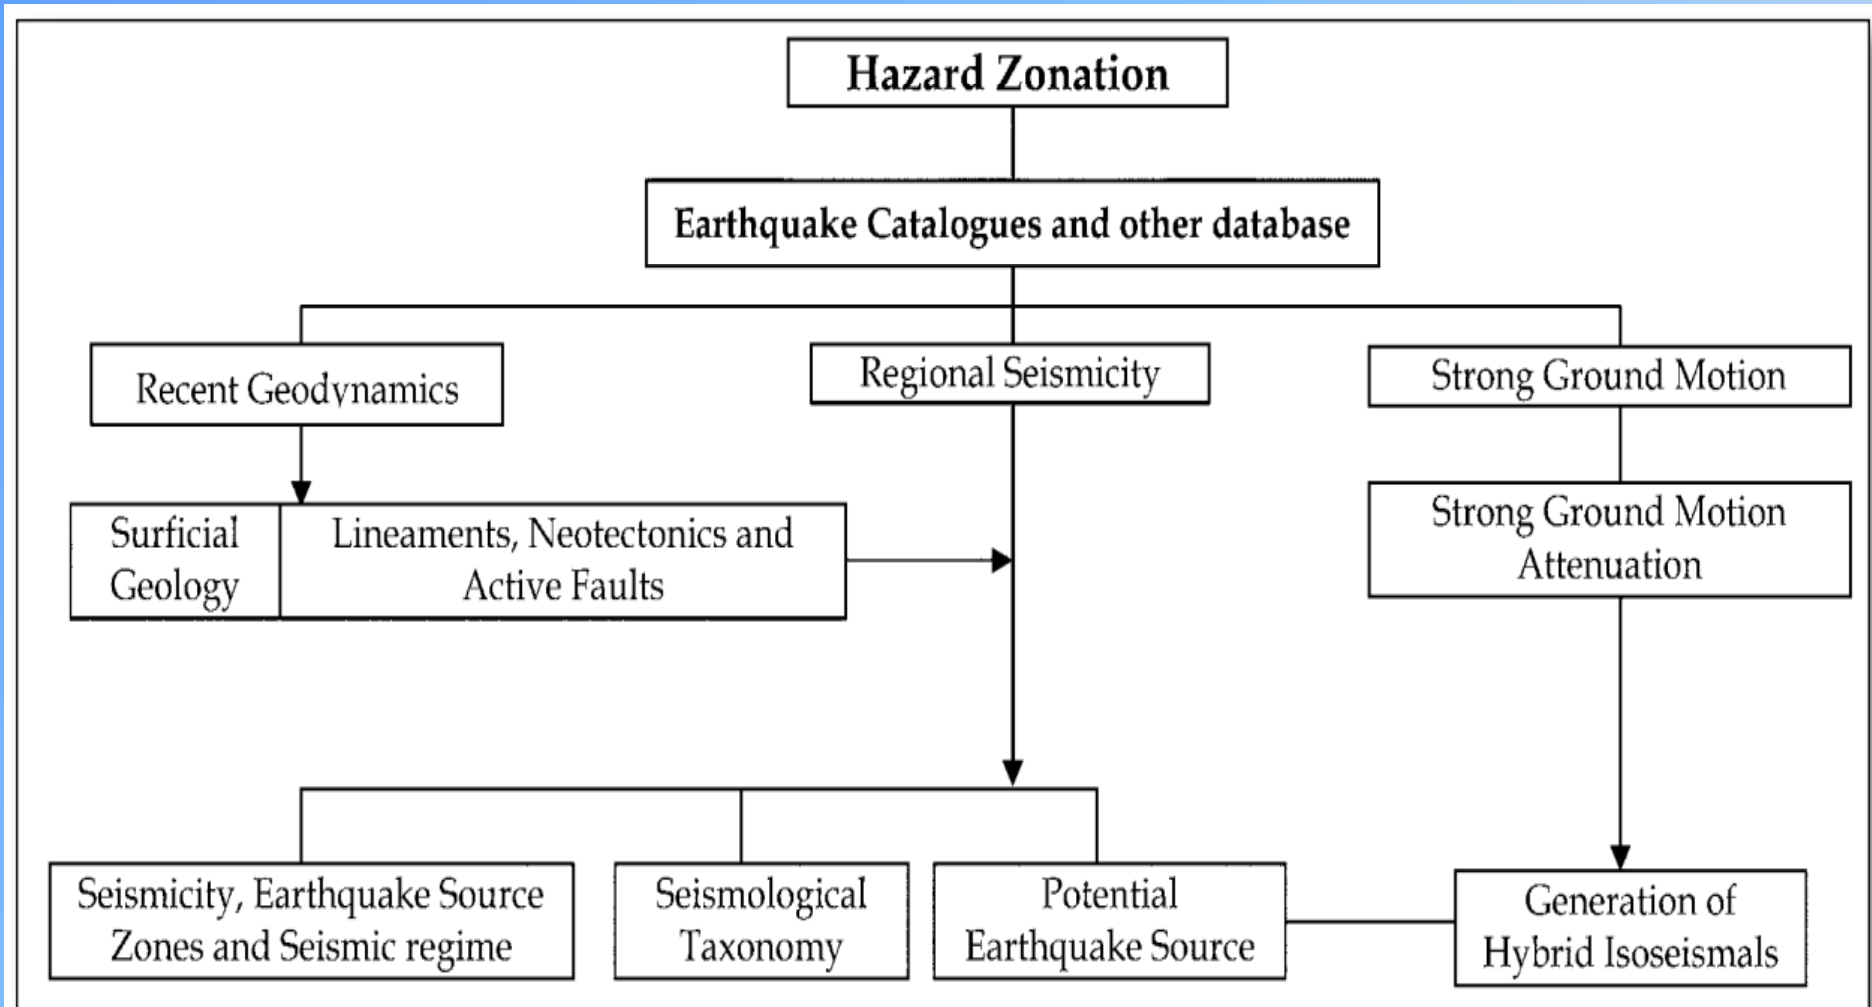 Hazard Zonation
Earthquake Catalogues and other database
Recent Geodynamics
Regional Seismicity
Strong Ground Motion
Surficial
Geology
Lineaments, Neotectonics and
Active Faults
Strong Ground Motion
Attenuation
Seismicity, Earthquake Source
Zones and Seismic regime
Seismological
Taxonomy
Potential
Earthquake Source
Generation of
Hybrid Isoseismals